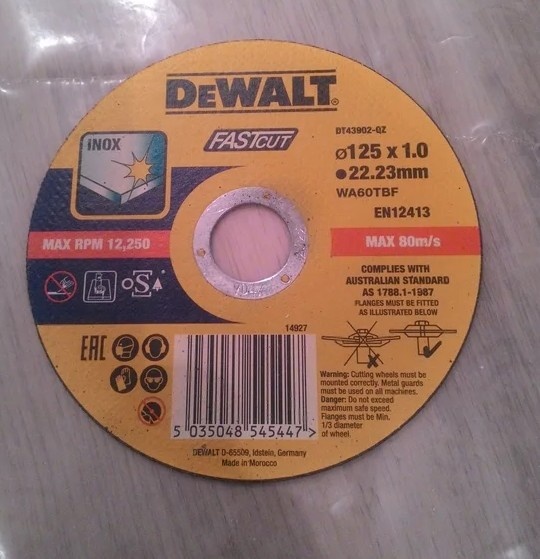 DEWALT®
INOX
FASTCUT
DT43902-QZ
ø125 x 1.0
●22.23mm
WA60TBF
EN12413
MAX RPM 12,250
MAX 80m/s
COMPLIES WITH
AUSTRALIAN STANDARD
AS 1788.1-1987
FLANGES MUST BE FITTED
AS ILLUSTRATED BELOW
oSA
EAC
14927
Warning: Cutting wheels must be
mounted correctly. Metal guards
must be used on all machines.
Danger: Do not exceed
maximum safe speed.
Flanges must be Min.
1/3 diameter
of wheel
5 035048 545447 >
DEWALT D-65509, Idstein, Germany
Made in Morocco